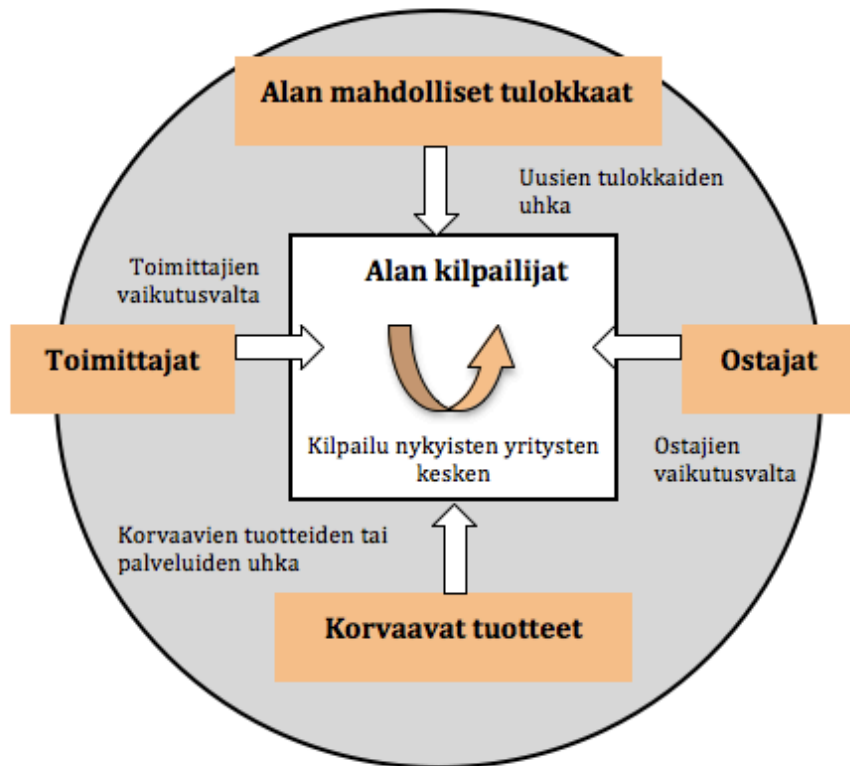 Alan mahdolliset tulokkaat
Uusien tulokkaiden
uhka
Toimittajien
vaikutusvalta
Alan kilpailijat
Toimittajat
Ostajat
Kilpailu nykyisten yritysten
kesken
Ostajien
vaikutusvalta
Korvaavien tuotteiden tai
palveluiden uhka
Korvaavat tuotteet